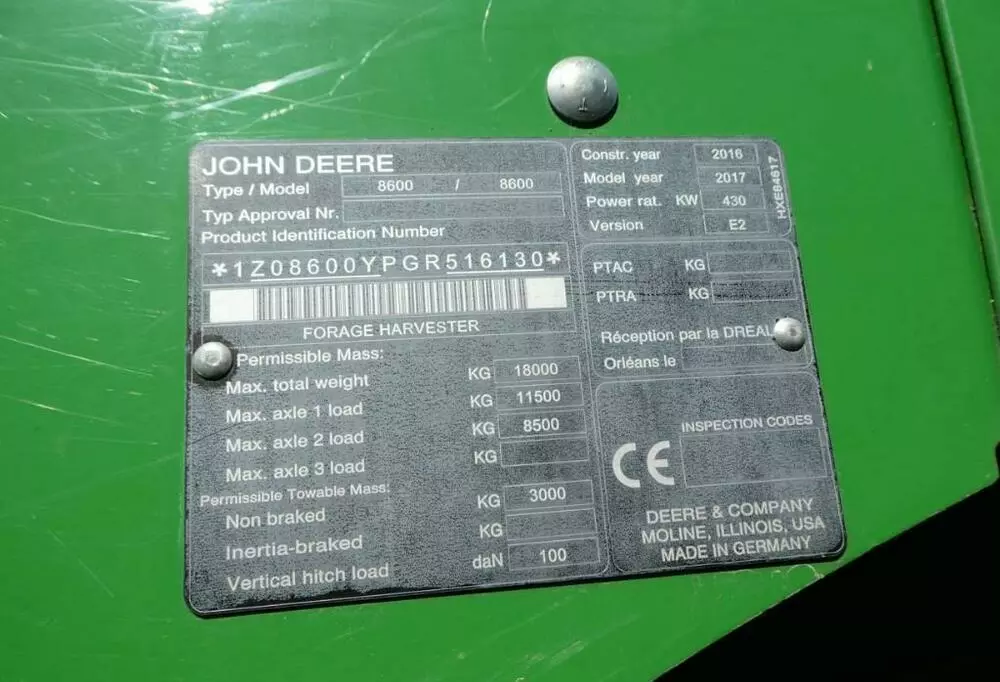 JOHN DEERE
Type / Model 8600 / 8600
Typ Approval Nr.
Product Identification Number
*1Z08600YPGR516130*
FORAGE HARVESTER
Permissible Mass:
Max. total weight KG 18000
Max. axle 1 load KG 11500
Max. axle 2 load KG 8500
Max. axle 3 load KG
Permissible Towable Mass:
Non braked KG 3000
Inertia-braked KG
Vertical hitch load daN 100
Constr. year 2016
Model year 2017
Power rat. KW 430
Version E2
HXE84617
PTAC KG
PTRA KG
Réception par la DREAL
Orléans le
INSPECTION CODES
CE
DEERE & COMPANY
MOLINE, ILLINOIS, USA
MADE IN GERMANY